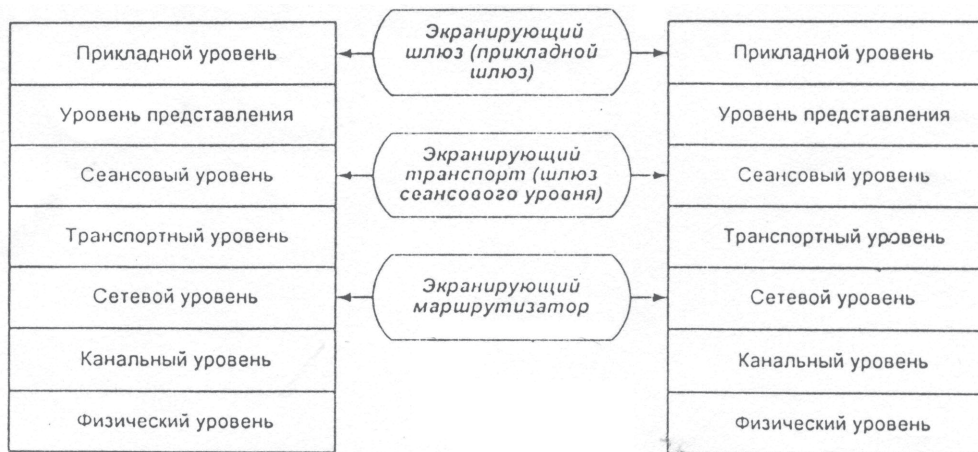 Прикладной уровень
Уровень представления
Сеансовый уровень
Транспортный уровень
Сетевой уровень
Канальный уровень
Физический уровень
Экранирующий
шлюз (прикладной
шлюз)
Экранирующий
транспорт (шлюз
сеансового уровня)
Экранирующий
маршрутизатор
Прикладной уровень
Уровень представления
Сеансовый уровень
Транспортный уровень
Сетевой уровень
Канальный уровень
Физический уровень